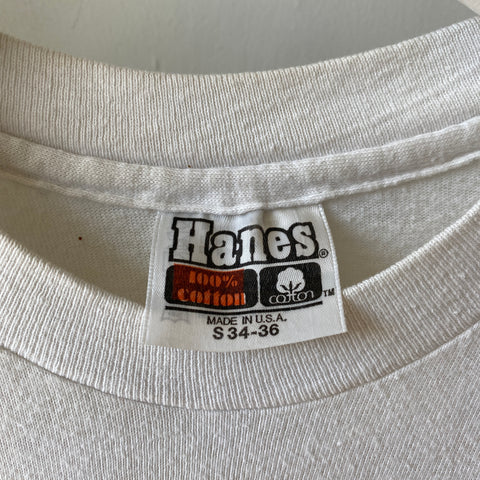 Hanes®
100% cotton
cotton ™
MADE IN U.S.A.
S 34-36